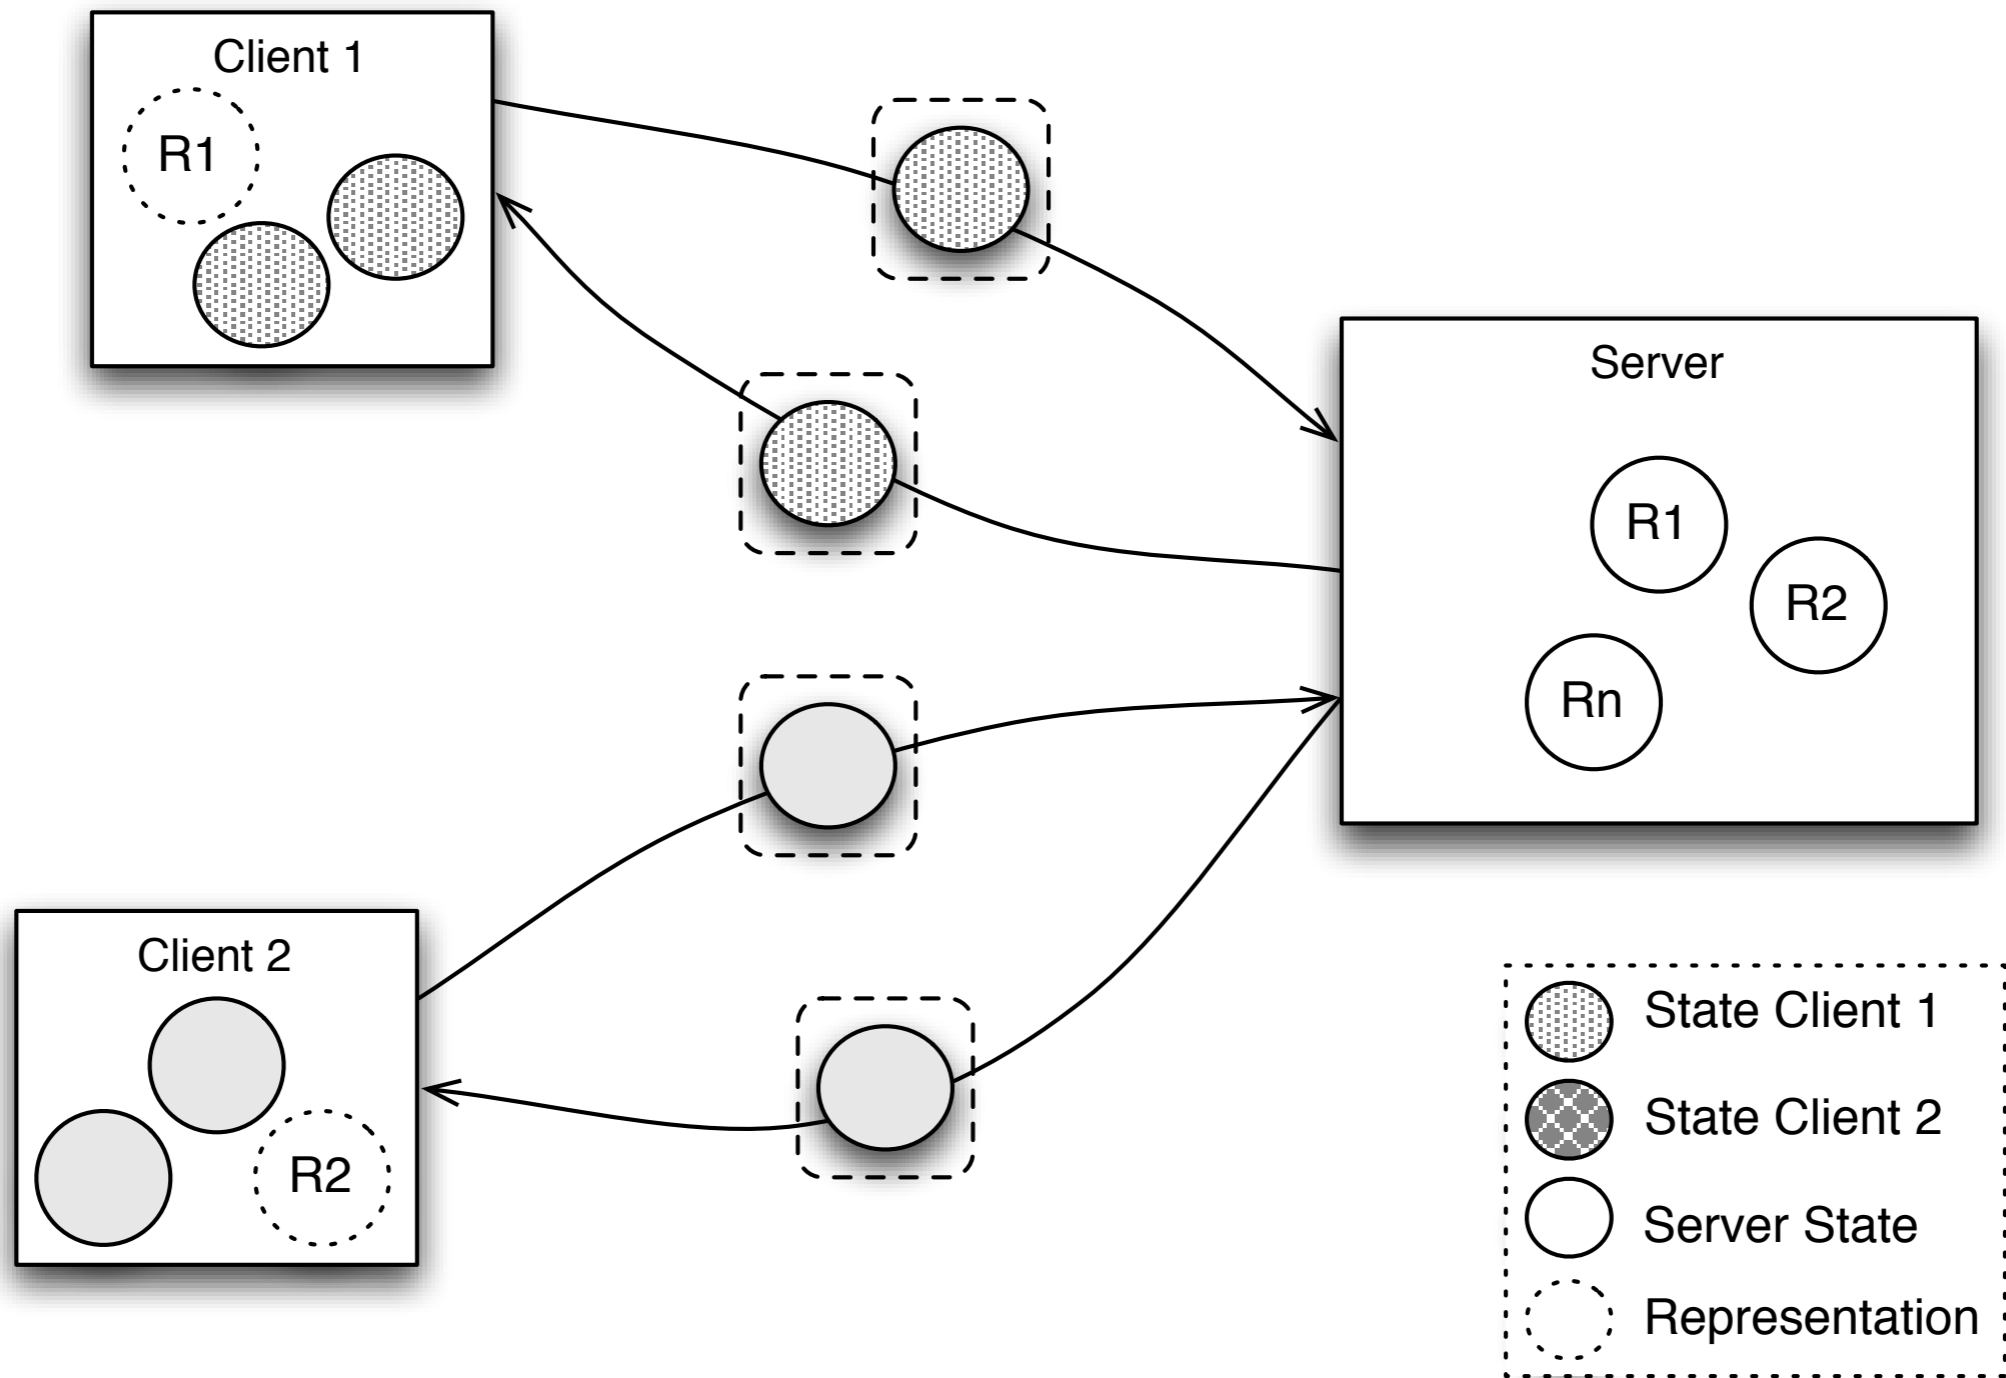 Client 1
R1
Server
R1
R2
Rn
Client 2
R2
State Client 1
State Client 2
Server State
Representation